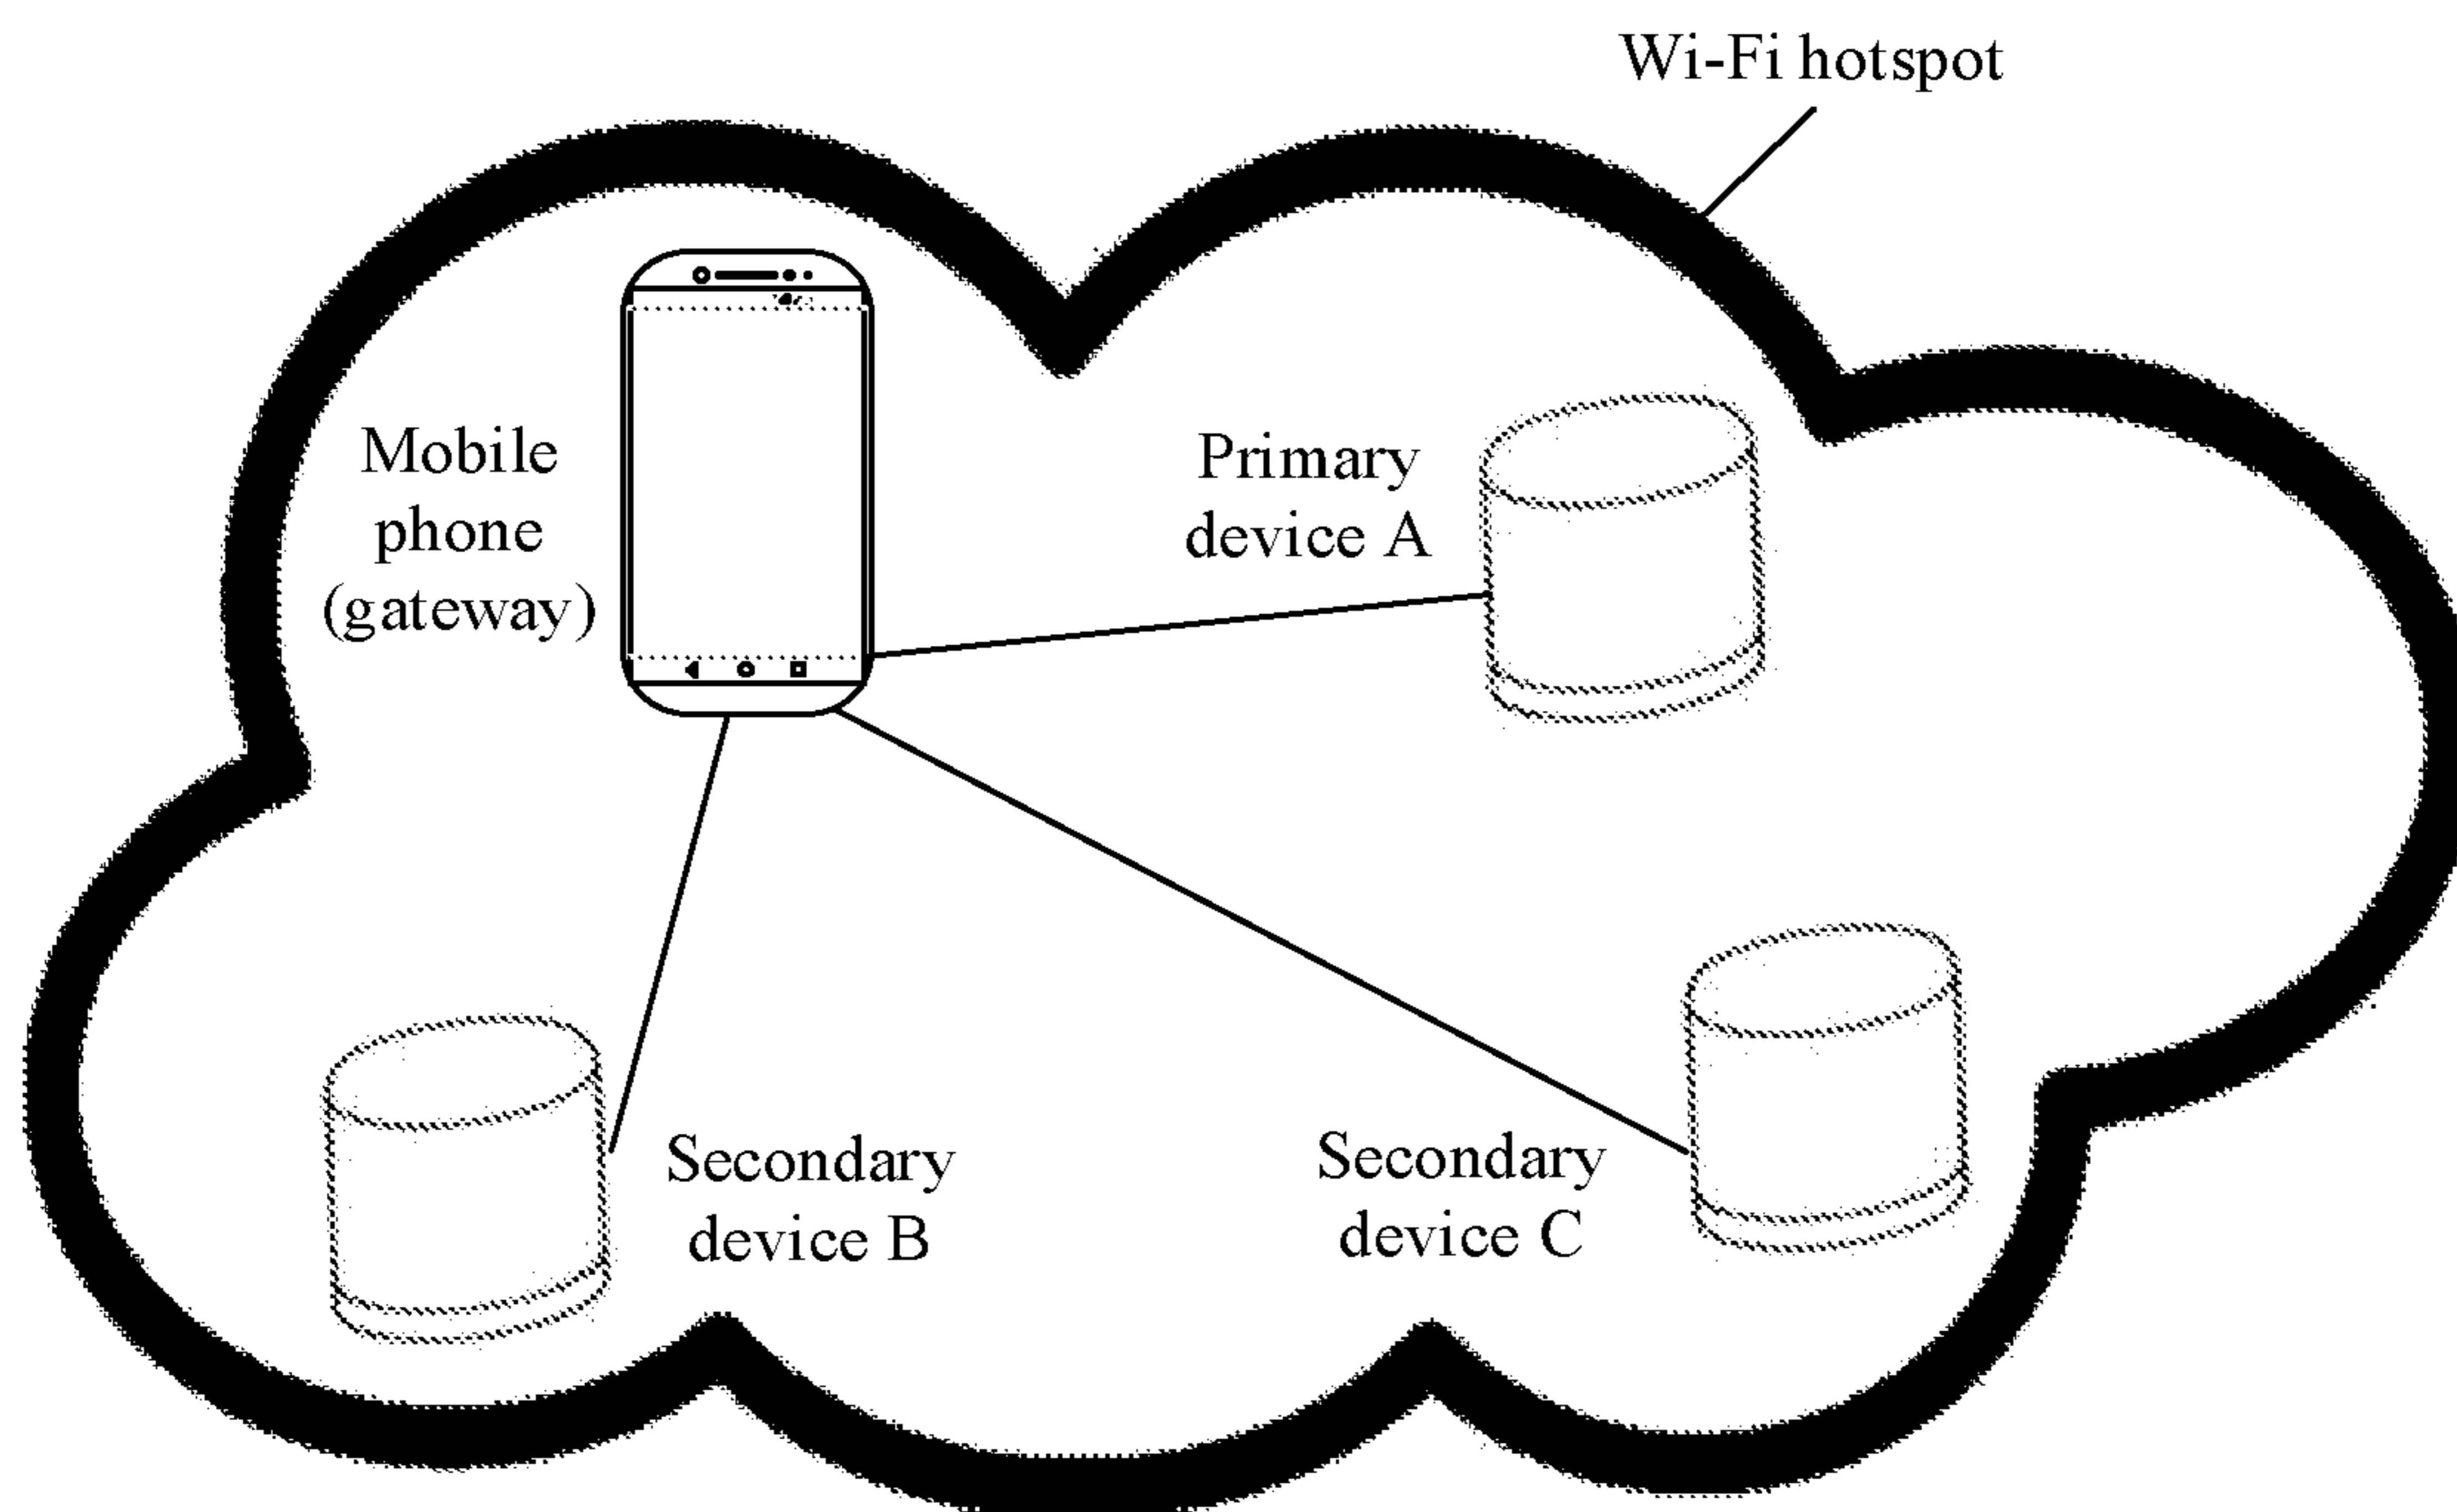 Wi-Fi hotspot
Mobile
phone
(gateway)
Primary
device A
Secondary
device B
Secondary
device C